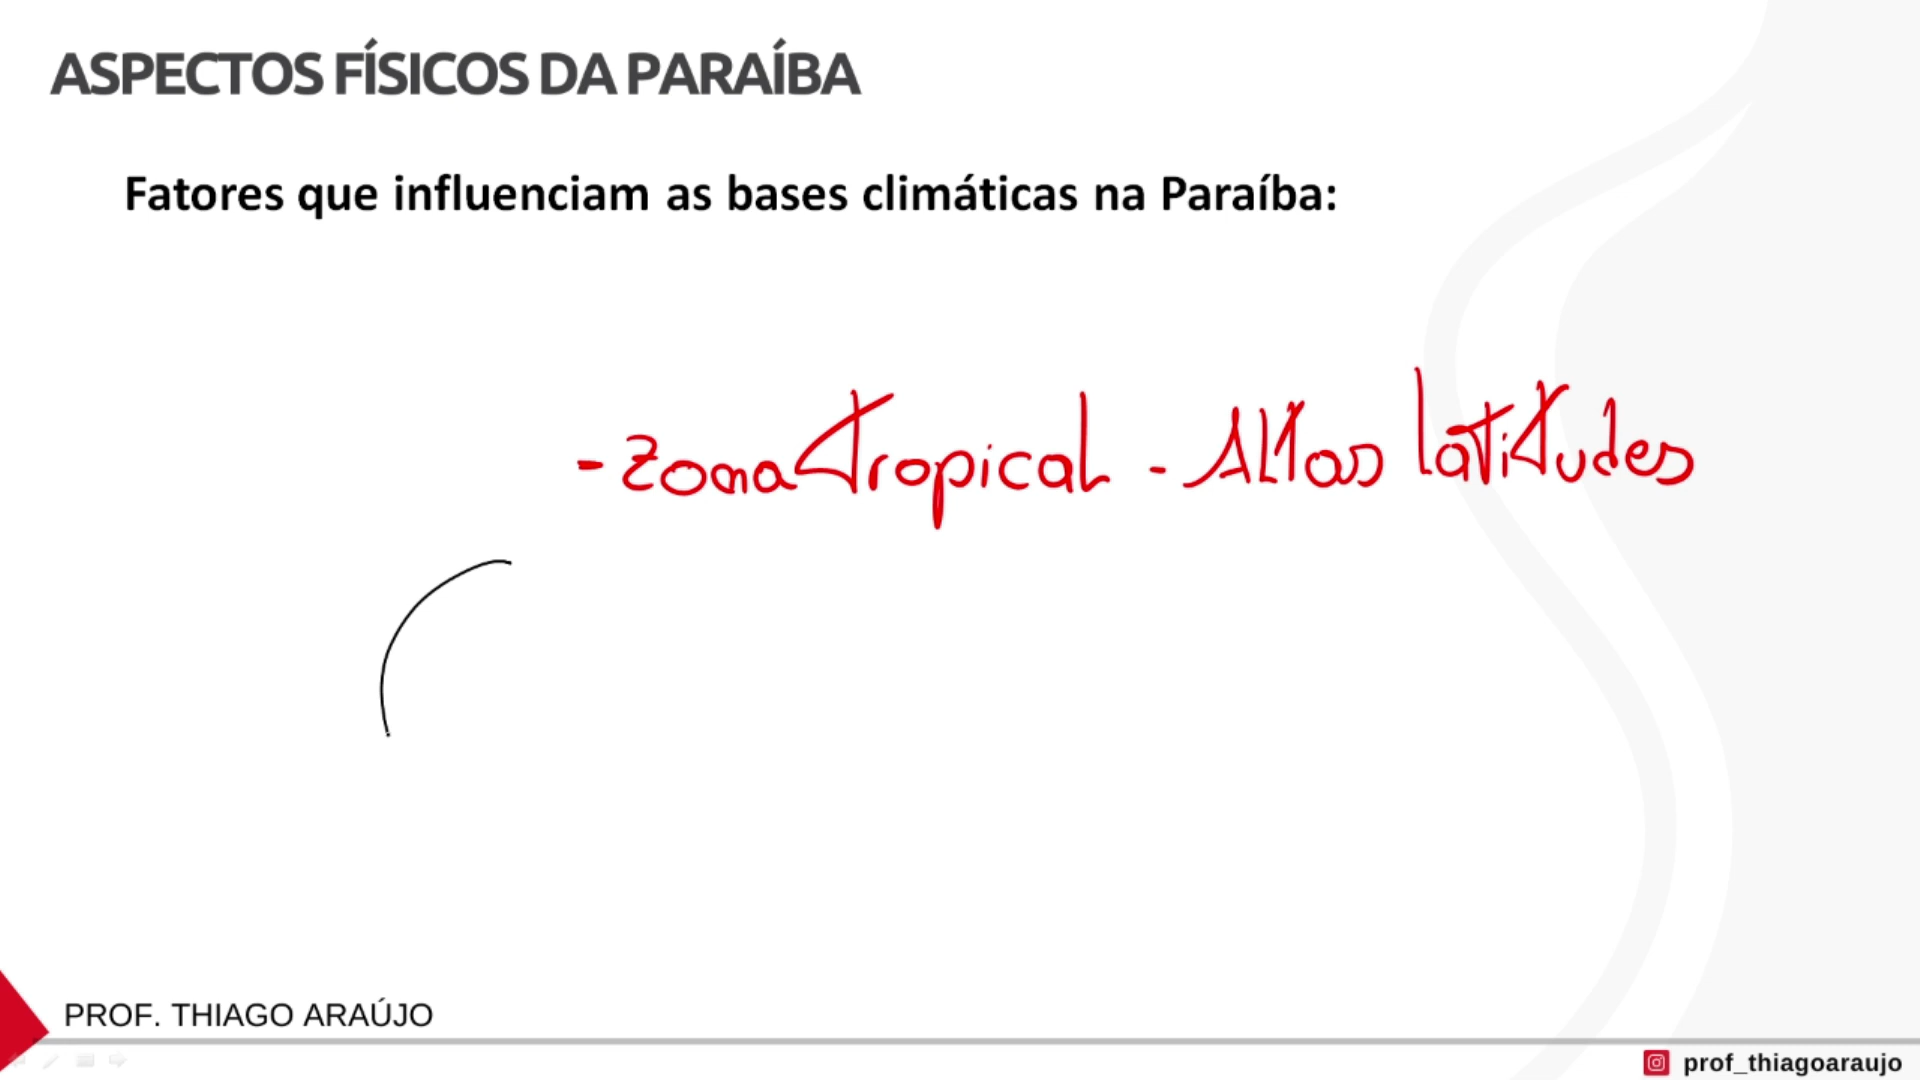 ASPECTOS FÍSICOS DA PARAÍBA
Fatores que influenciam as bases climáticas na Paraíba:
- Zona Tropical - Altas latitudes
PROF. THIAGO ARAÚJO
prof_thiagoaraujo